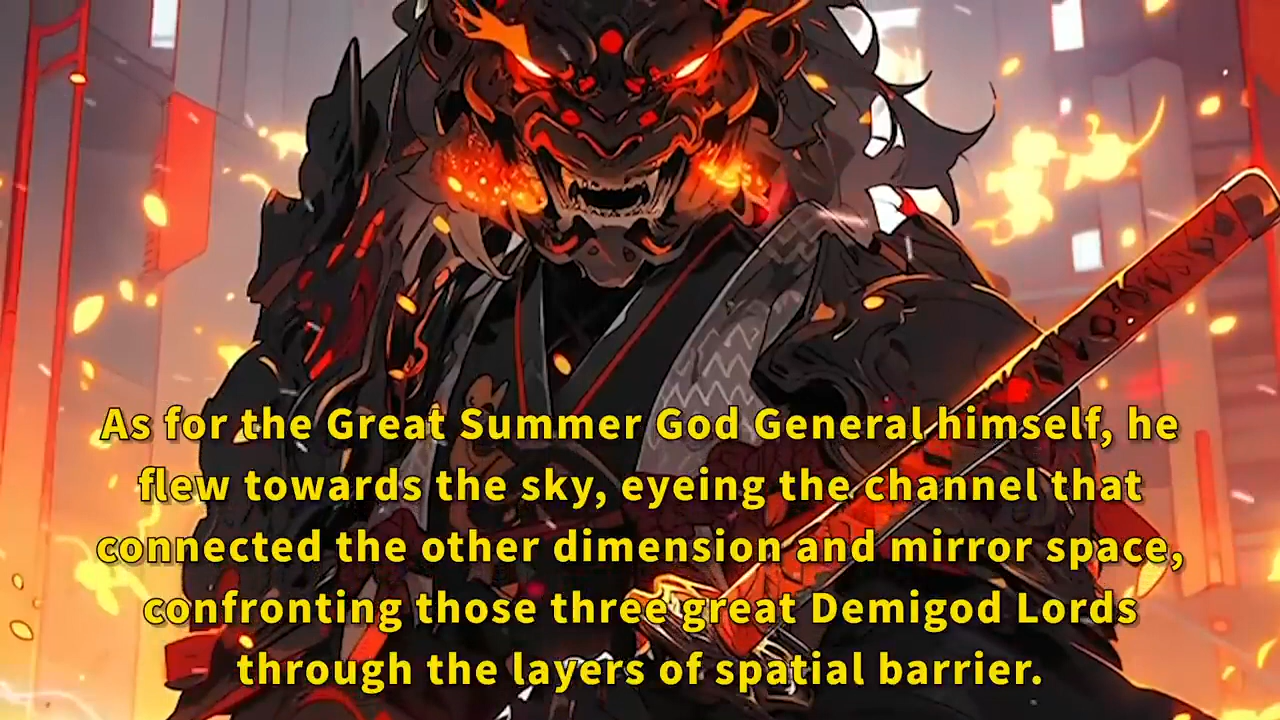 As for the Great Summer God General himself, he
flew towards the sky, eyeing the channel that
connected the other dimension and mirror space,
confronting those three great Demigod Lords
through the layers of spatial barrier.